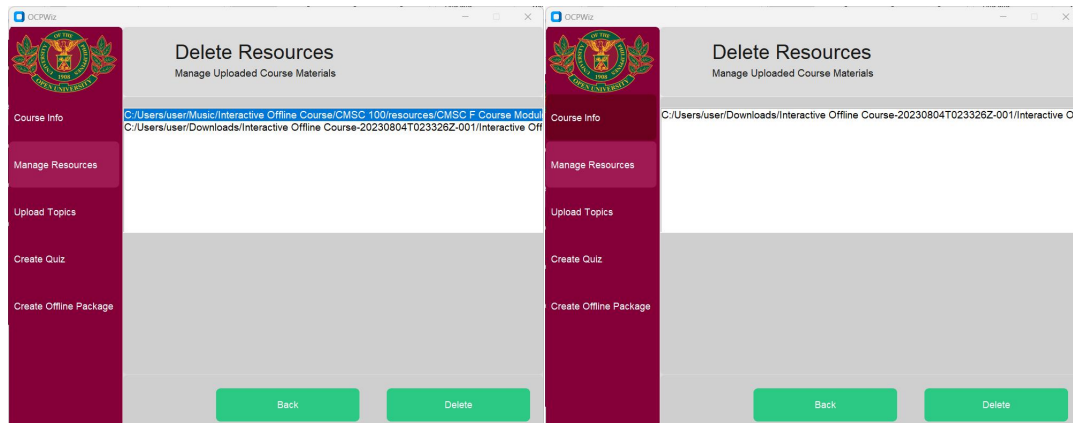 OCPWiz
Delete Resources
Manage Uploaded Course Materials
Course Info
Manage Resources
Upload Topics
Create Quiz
Create Offline Package
C:/Users/user/Music/Interactive Offline Course/CMSC 100/resources/CMSC F Course Modul
C:/Users/user/Downloads/Interactive Offline Course-20230804T023326Z-001/Interactive Off
Back
Delete
OCPWiz
Delete Resources
Manage Uploaded Course Materials
Course Info
Manage Resources
Upload Topics
Create Quiz
Create Offline Package
C:/Users/user/Downloads/Interactive Offline Course-20230804T023326Z-001/Interactive O
Back
Delete